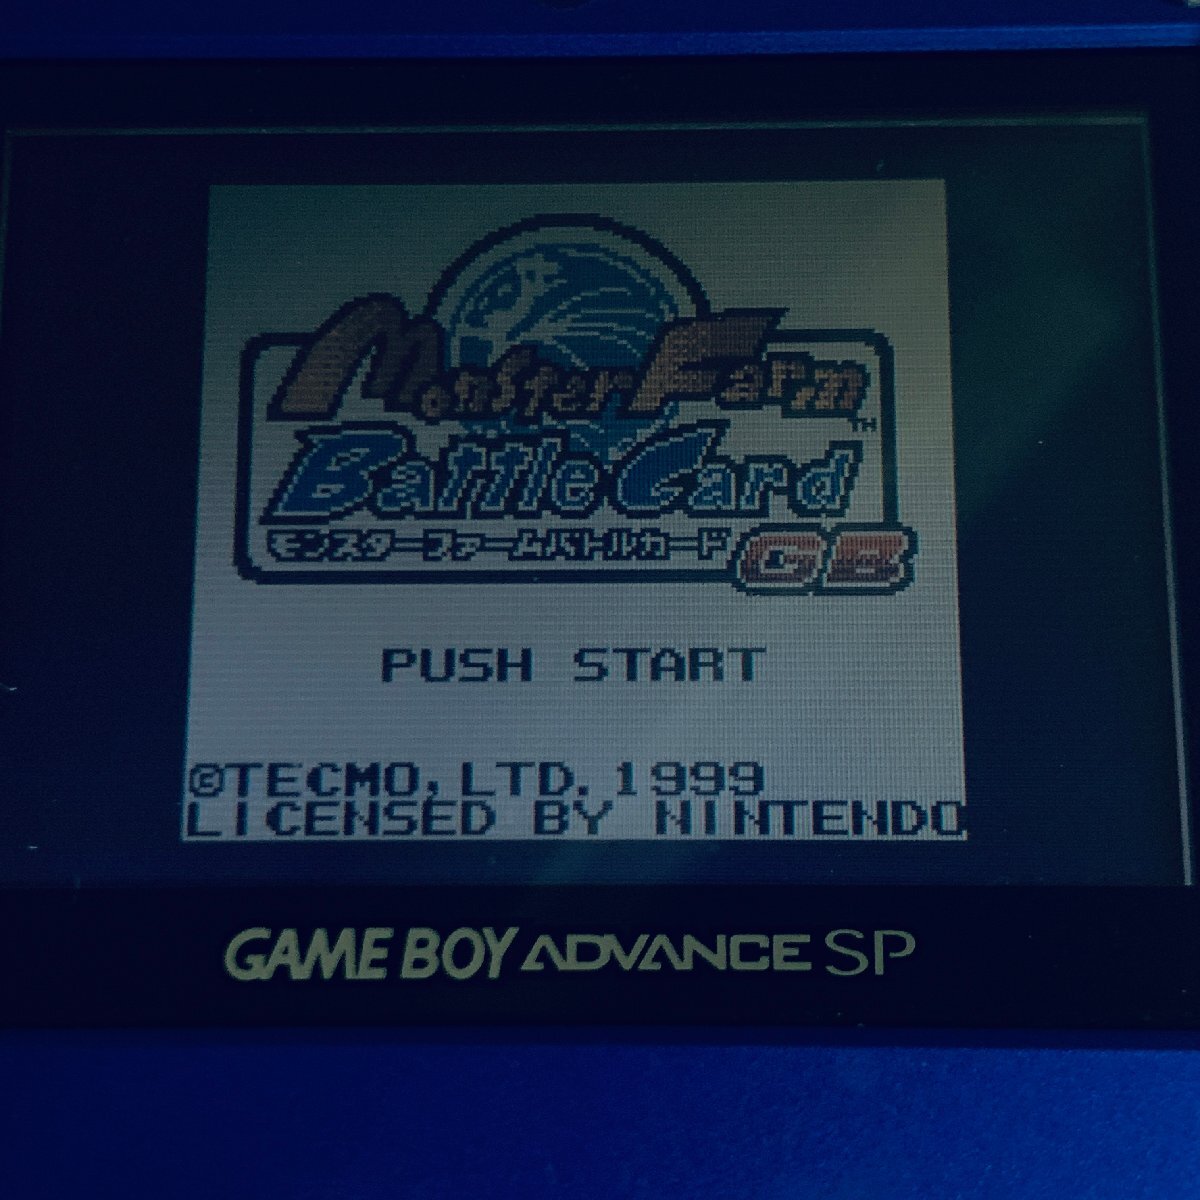 Monster Farm
TM
Battle Card
モンスターファームバトルカード GB
PUSH START
©TECMO, LTD. 1999
LICENSED BY NINTENDO
GAME BOY ADVANCE SP